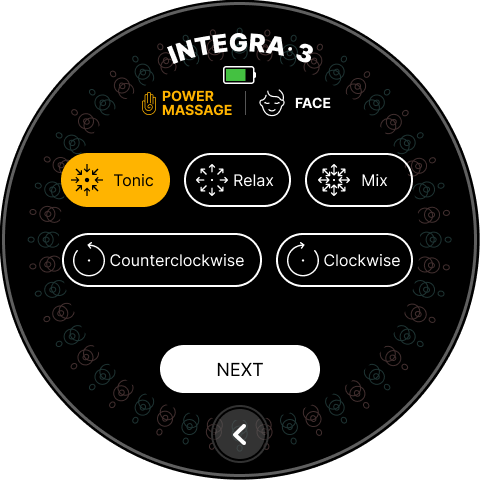 INTEGRA·3
POWER
MASSAGE
FACE
Tonic
Relax
Mix
Counterclockwise
Clockwise
NEXT